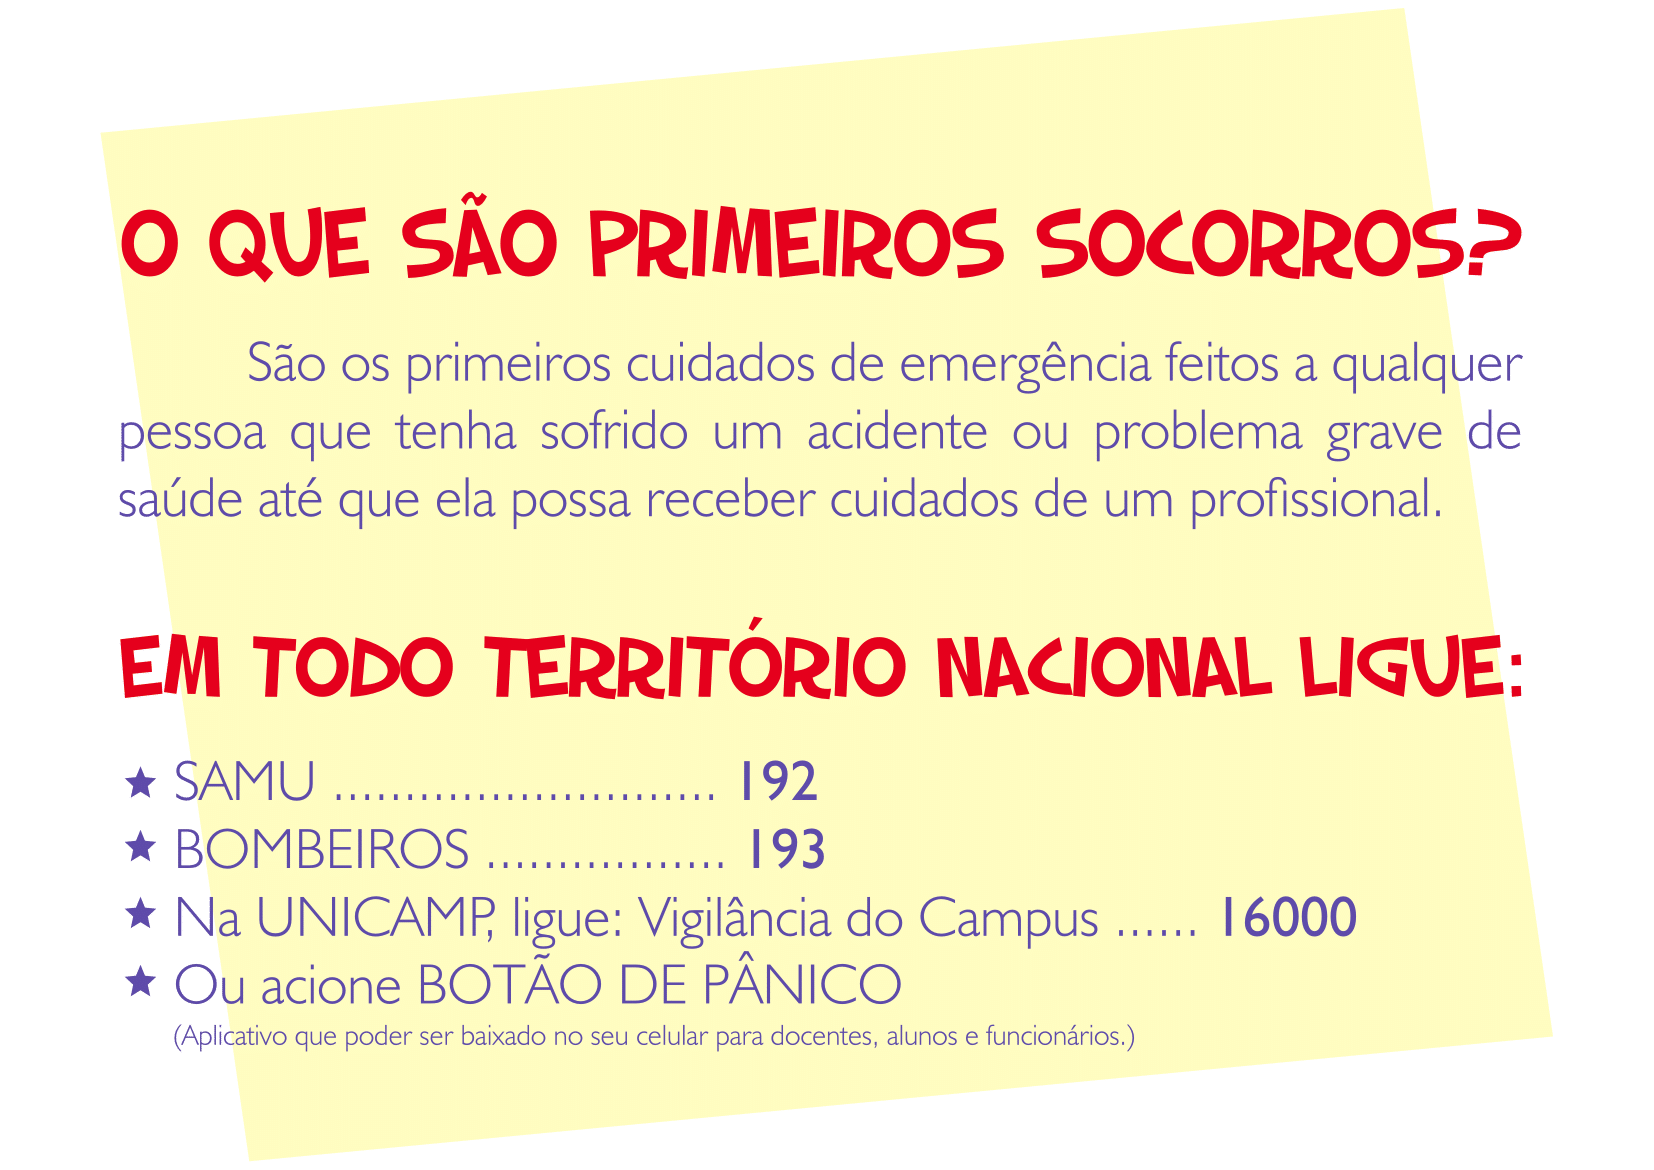 O QUE SÃO PRIMEIROS SOCORROS?
São os primeiros cuidados de emergência feitos a qualquer
pessoa que tenha sofrido um acidente ou problema grave de
saúde até que ela possa receber cuidados de um profissional.
EM TODO TERRITÓRIO NACIONAL LIGUE:
★ SAMU ........................... 192
★ BOMBEIROS ................. 193
★ Na UNICAMP, ligue: Vigilância do Campus ...... 16000
★ Ou acione BOTÃO DE PÂNICO
(Aplicativo que poder ser baixado no seu celular para docentes, alunos e funcionários.)